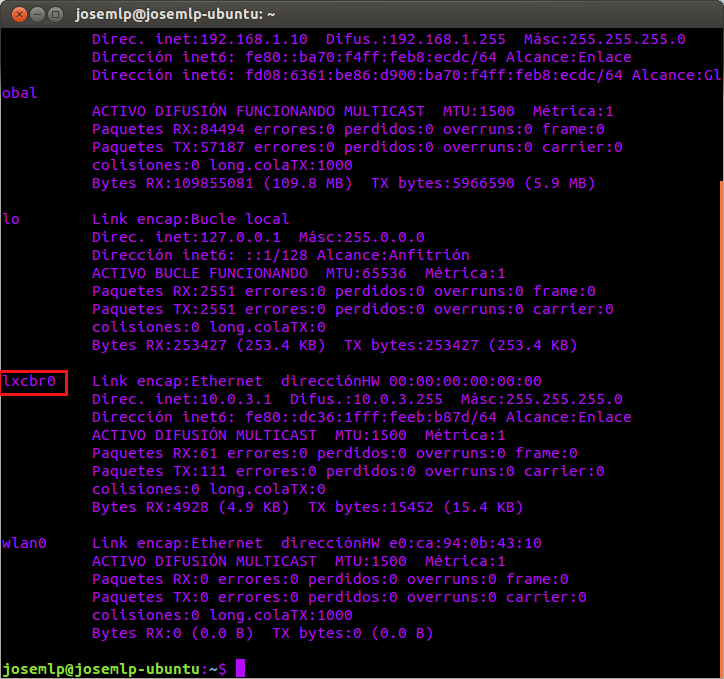 josemlp@josemlp-ubuntu: ~
Direc. inet:192.168.1.10  Difus.:192.168.1.255  Másc:255.255.255.0
Dirección inet6: fe80::ba70:f4ff:feb8:ecdc/64 Alcance:Enlace
Dirección inet6: fd08:6361:be86:d900:ba70:f4ff:feb8:ecdc/64 Alcance:Gl
obal
ACTIVO DIFUSIÓN FUNCIONANDO MULTICAST  MTU:1500  Métrica:1
Paquetes RX:84494 errores:0 perdidos:0 overruns:0 frame:0
Paquetes TX:57187 errores:0 perdidos:0 overruns:0 carrier:0
colisiones:0 long.colaTX:1000
Bytes RX:109855081 (109.8 MB)  TX bytes:5966590 (5.9 MB)
lo        Link encap:Bucle local
Direc. inet:127.0.0.1  Másc:255.0.0.0
Dirección inet6: ::1/128 Alcance:Anfitrión
ACTIVO BUCLE FUNCIONANDO  MTU:65536  Métrica:1
Paquetes RX:2551 errores:0 perdidos:0 overruns:0 frame:0
Paquetes TX:2551 errores:0 perdidos:0 overruns:0 carrier:0
colisiones:0 long.colaTX:0
Bytes RX:253427 (253.4 KB)  TX bytes:253427 (253.4 KB)
lxcbr0    Link encap:Ethernet  direcciónHW 00:00:00:00:00:00
Direc. inet:10.0.3.1  Difus.:10.0.3.255  Másc:255.255.255.0
Dirección inet6: fe80::dc36:1fff:feeb:b87d/64 Alcance:Enlace
ACTIVO DIFUSIÓN MULTICAST  MTU:1500  Métrica:1
Paquetes RX:61 errores:0 perdidos:0 overruns:0 frame:0
Paquetes TX:111 errores:0 perdidos:0 overruns:0 carrier:0
colisiones:0 long.colaTX:0
Bytes RX:4928 (4.9 KB)  TX bytes:15452 (15.4 KB)
wlan0     Link encap:Ethernet  direcciónHW e0:ca:94:0b:43:10
ACTIVO DIFUSIÓN MULTICAST  MTU:1500  Métrica:1
Paquetes RX:0 errores:0 perdidos:0 overruns:0 frame:0
Paquetes TX:0 errores:0 perdidos:0 overruns:0 carrier:0
colisiones:0 long.colaTX:1000
Bytes RX:0 (0.0 B)  TX bytes:0 (0.0 B)
josemlp@josemlp-ubuntu:~$